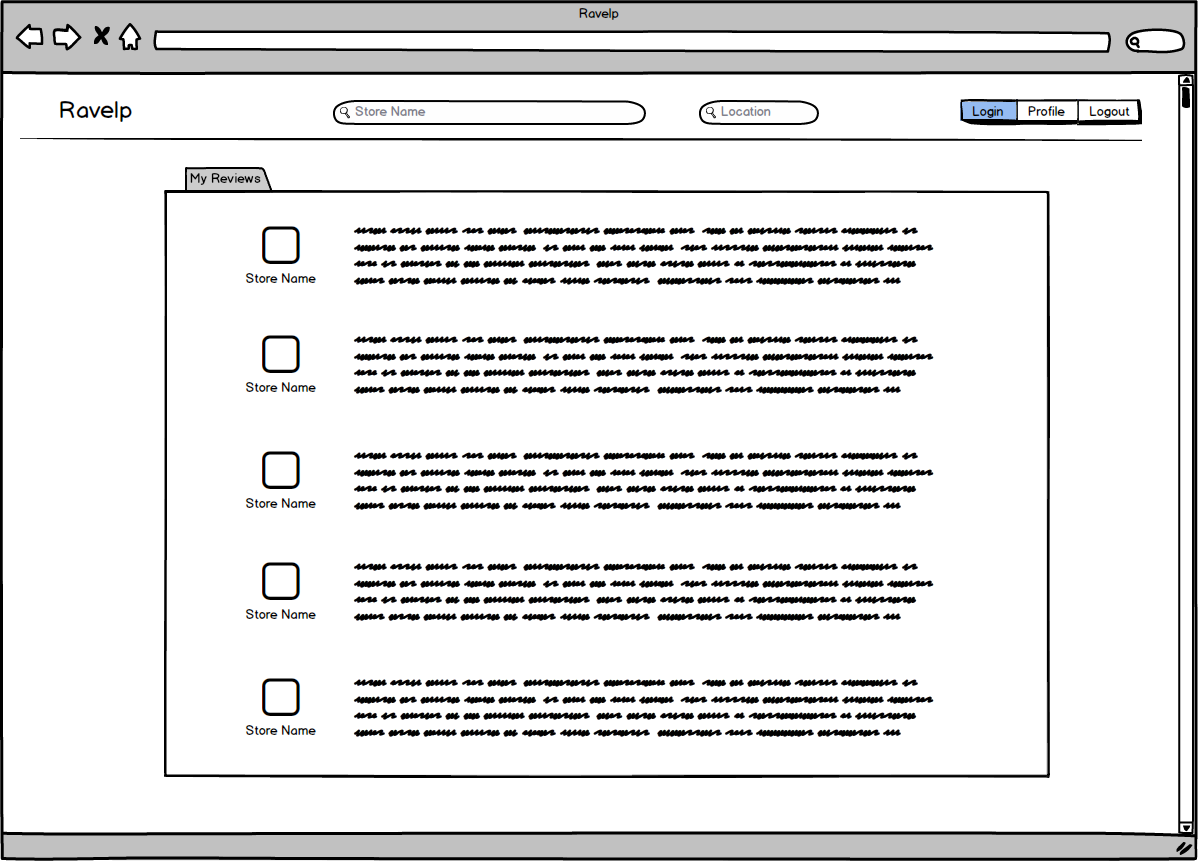 Ravelp
Ravelp
Store Name
Location
Login
Profile
Logout
My Reviews
Store Name
Store Name
Store Name
Store Name
Store Name